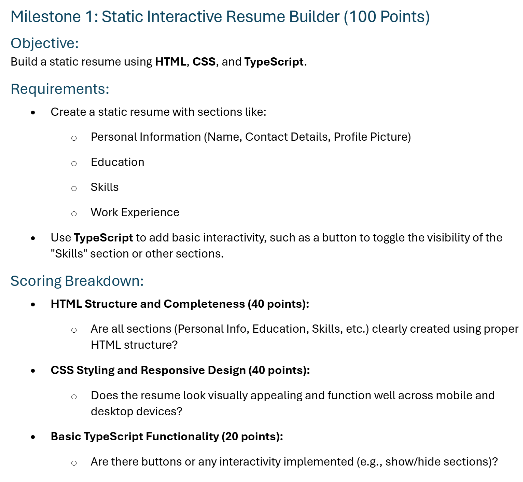 Milestone 1: Static Interactive Resume Builder (100 Points)
Objective:
Build a static resume using HTML, CSS, and TypeScript.
Requirements:
• Create a static resume with sections like:
○ Personal Information (Name, Contact Details, Profile Picture)
○ Education
○ Skills
○ Work Experience
• Use TypeScript to add basic interactivity, such as a button to toggle the visibility of the
"Skills" section or other sections.
Scoring Breakdown:
• HTML Structure and Completeness (40 points):
○ Are all sections (Personal Info, Education, Skills, etc.) clearly created using proper
HTML structure?
• CSS Styling and Responsive Design (40 points):
○ Does the resume look visually appealing and function well across mobile and
desktop devices?
• Basic TypeScript Functionality (20 points):
○ Are there buttons or any interactivity implemented (e.g., show/hide sections)?